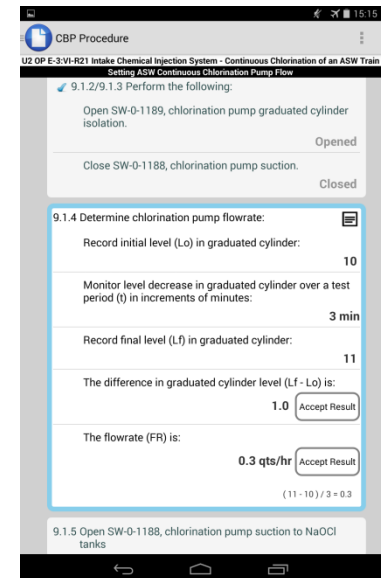 15:15
CBP Procedure
U2 OP E-3:VI-R21 Intake Chemical Injection System - Continuous Chlorination of an ASW Train
Setting ASW Continuous Chlorination Pump Flow
9.1.2/9.1.3 Perform the following:
Open SW-0-1189, chlorination pump graduated cylinder
isolation.
Opened
Close SW-0-1188, chlorination pump suction.
Closed
9.1.4 Determine chlorination pump flowrate:
Record initial level (Lo) in graduated cylinder:
10
Monitor level decrease in graduated cylinder over a test
period (t) in increments of minutes:
3 min
Record final level (Lf) in graduated cylinder:
11
The difference in graduated cylinder level (Lf - Lo) is:
1.0 Accept Result
The flowrate (FR) is:
0.3 qts/hr Accept Result
( 11 - 10 ) / 3 = 0.3
9.1.5 Open SW-0-1188, chlorination pump suction to NaOCl
tanks